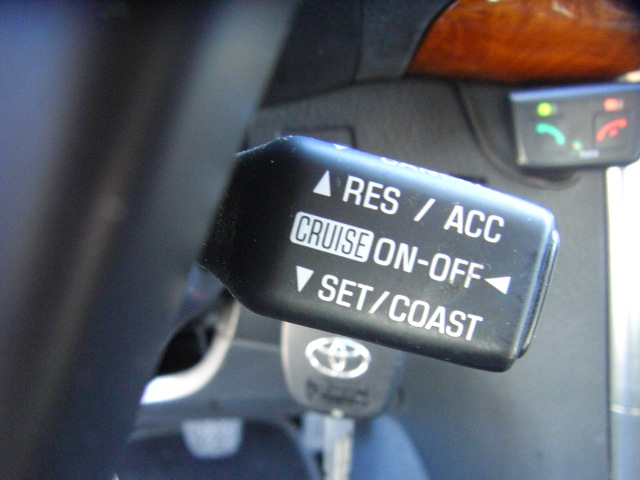 ▲ RES / ACC
CRUISE ON-OFF ◄
▼ SET/COAST